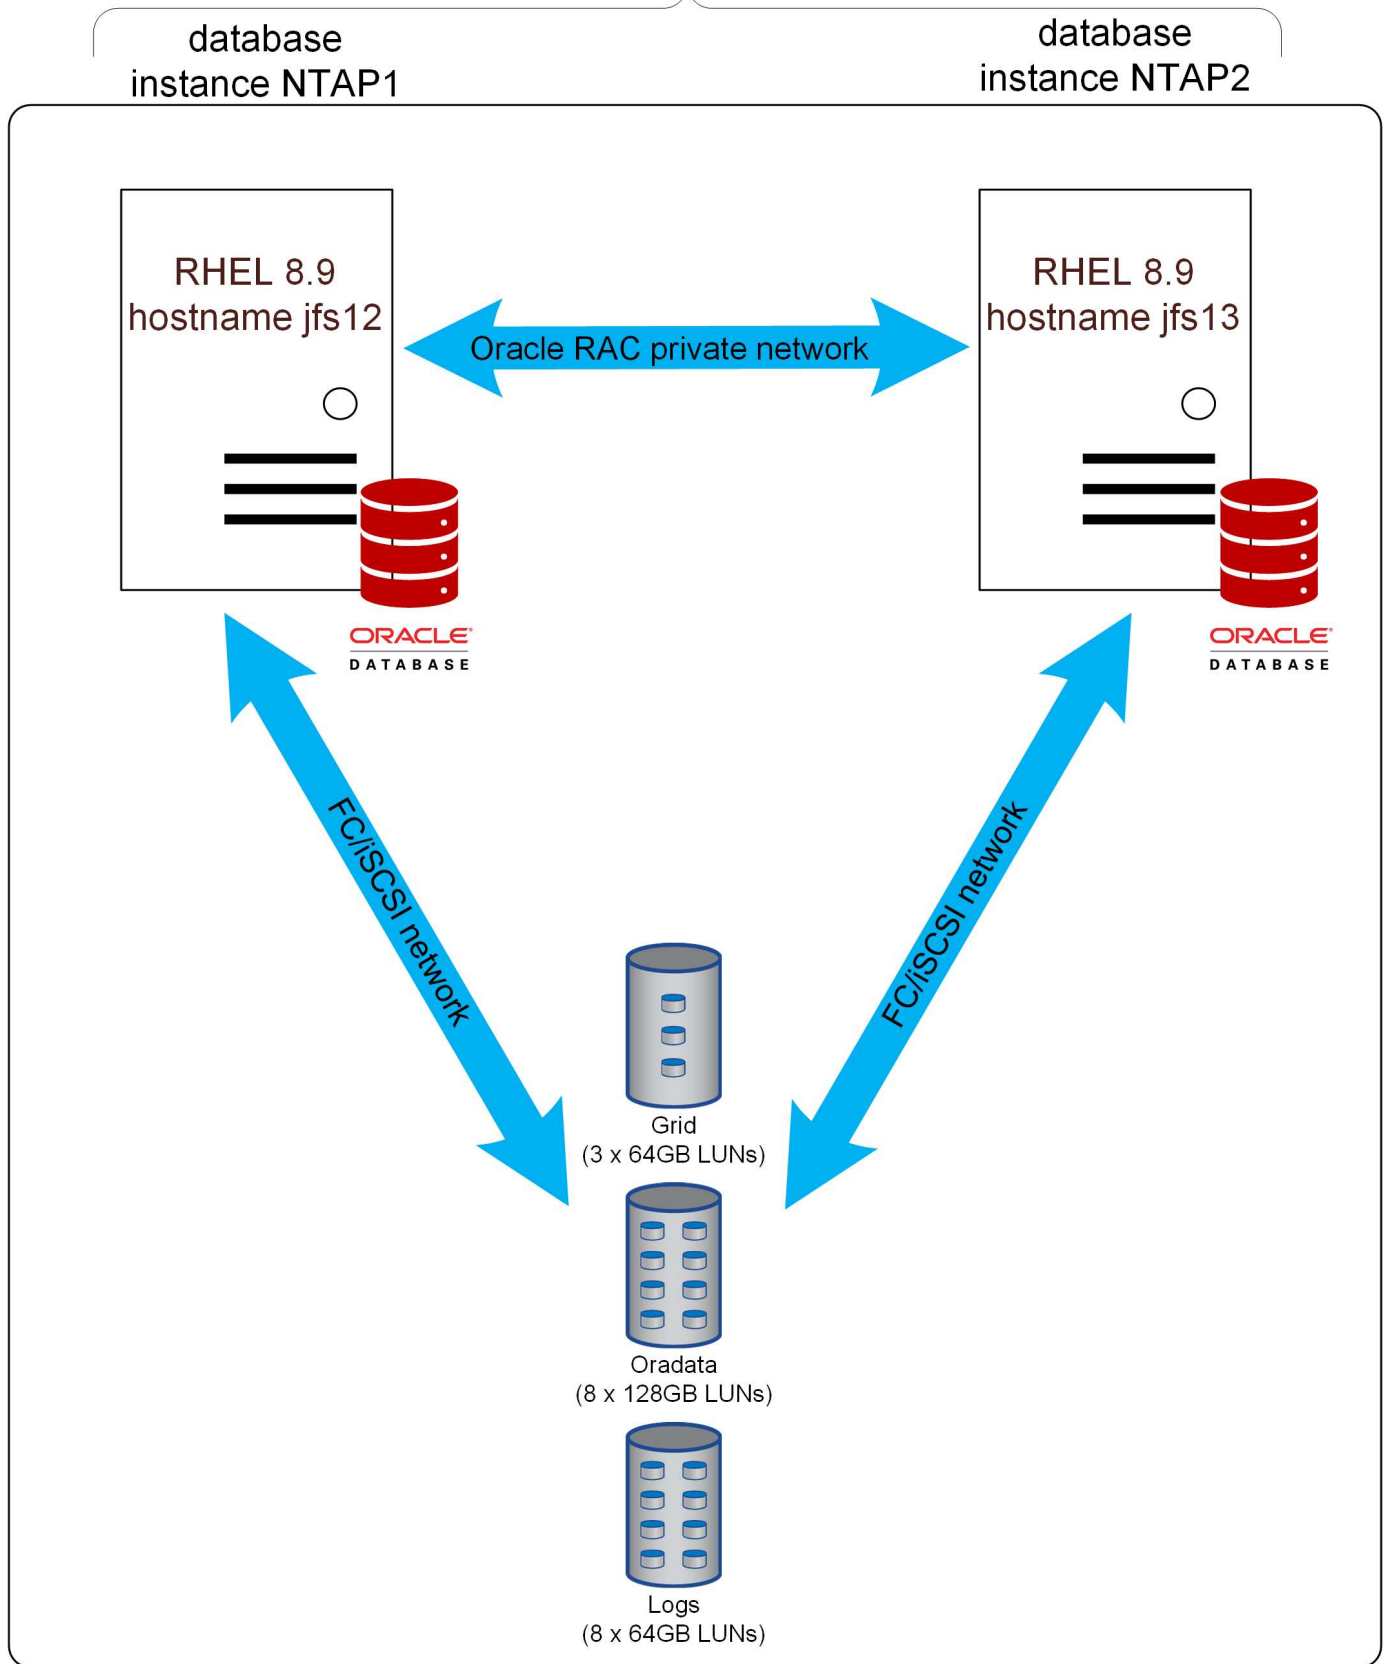 database
instance NTAP1
database
instance NTAP2
RHEL 8.9
hostname jfs12
RHEL 8.9
hostname jfs13
Oracle RAC private network
ORACLE®
DATABASE
ORACLE®
DATABASE
FC/iSCSI network
FC/iSCSI network
Grid
(3 x 64GB LUNs)
Oradata
(8 x 128GB LUNs)
Logs
(8 x 64GB LUNs)